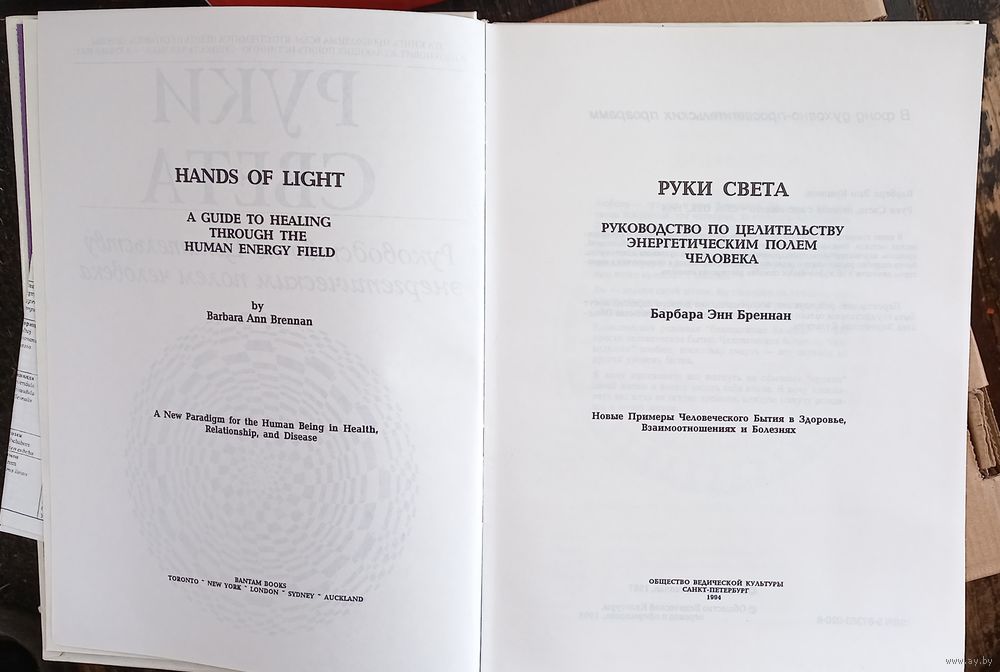 HANDS OF LIGHT
A GUIDE TO HEALING
THROUGH THE
HUMAN ENERGY FIELD
by
Barbara Ann Brennan
A New Paradigm for the Human Being in Health,
Relationship, and Disease
BANTAM BOOKS
TORONTO ˜ NEW YORK ˜ LONDON ˜ SYDNEY ˜ AUCKLAND
РУКИ СВЕТА
РУКОВОДСТВО ПО ЦЕЛИТЕЛЬСТВУ
ЭНЕРГЕТИЧЕСКИМ ПОЛЕМ
ЧЕЛОВЕКА
Барбара Энн Бреннан
Новые Примеры Человеческого Бытия в Здоровье,
Взаимоотношениях и Болезнях
ОБЩЕСТВО ВЕДИЧЕСКОЙ КУЛЬТУРЫ
САНКТ-ПЕТЕРБУРГ
1994
www.ay.by